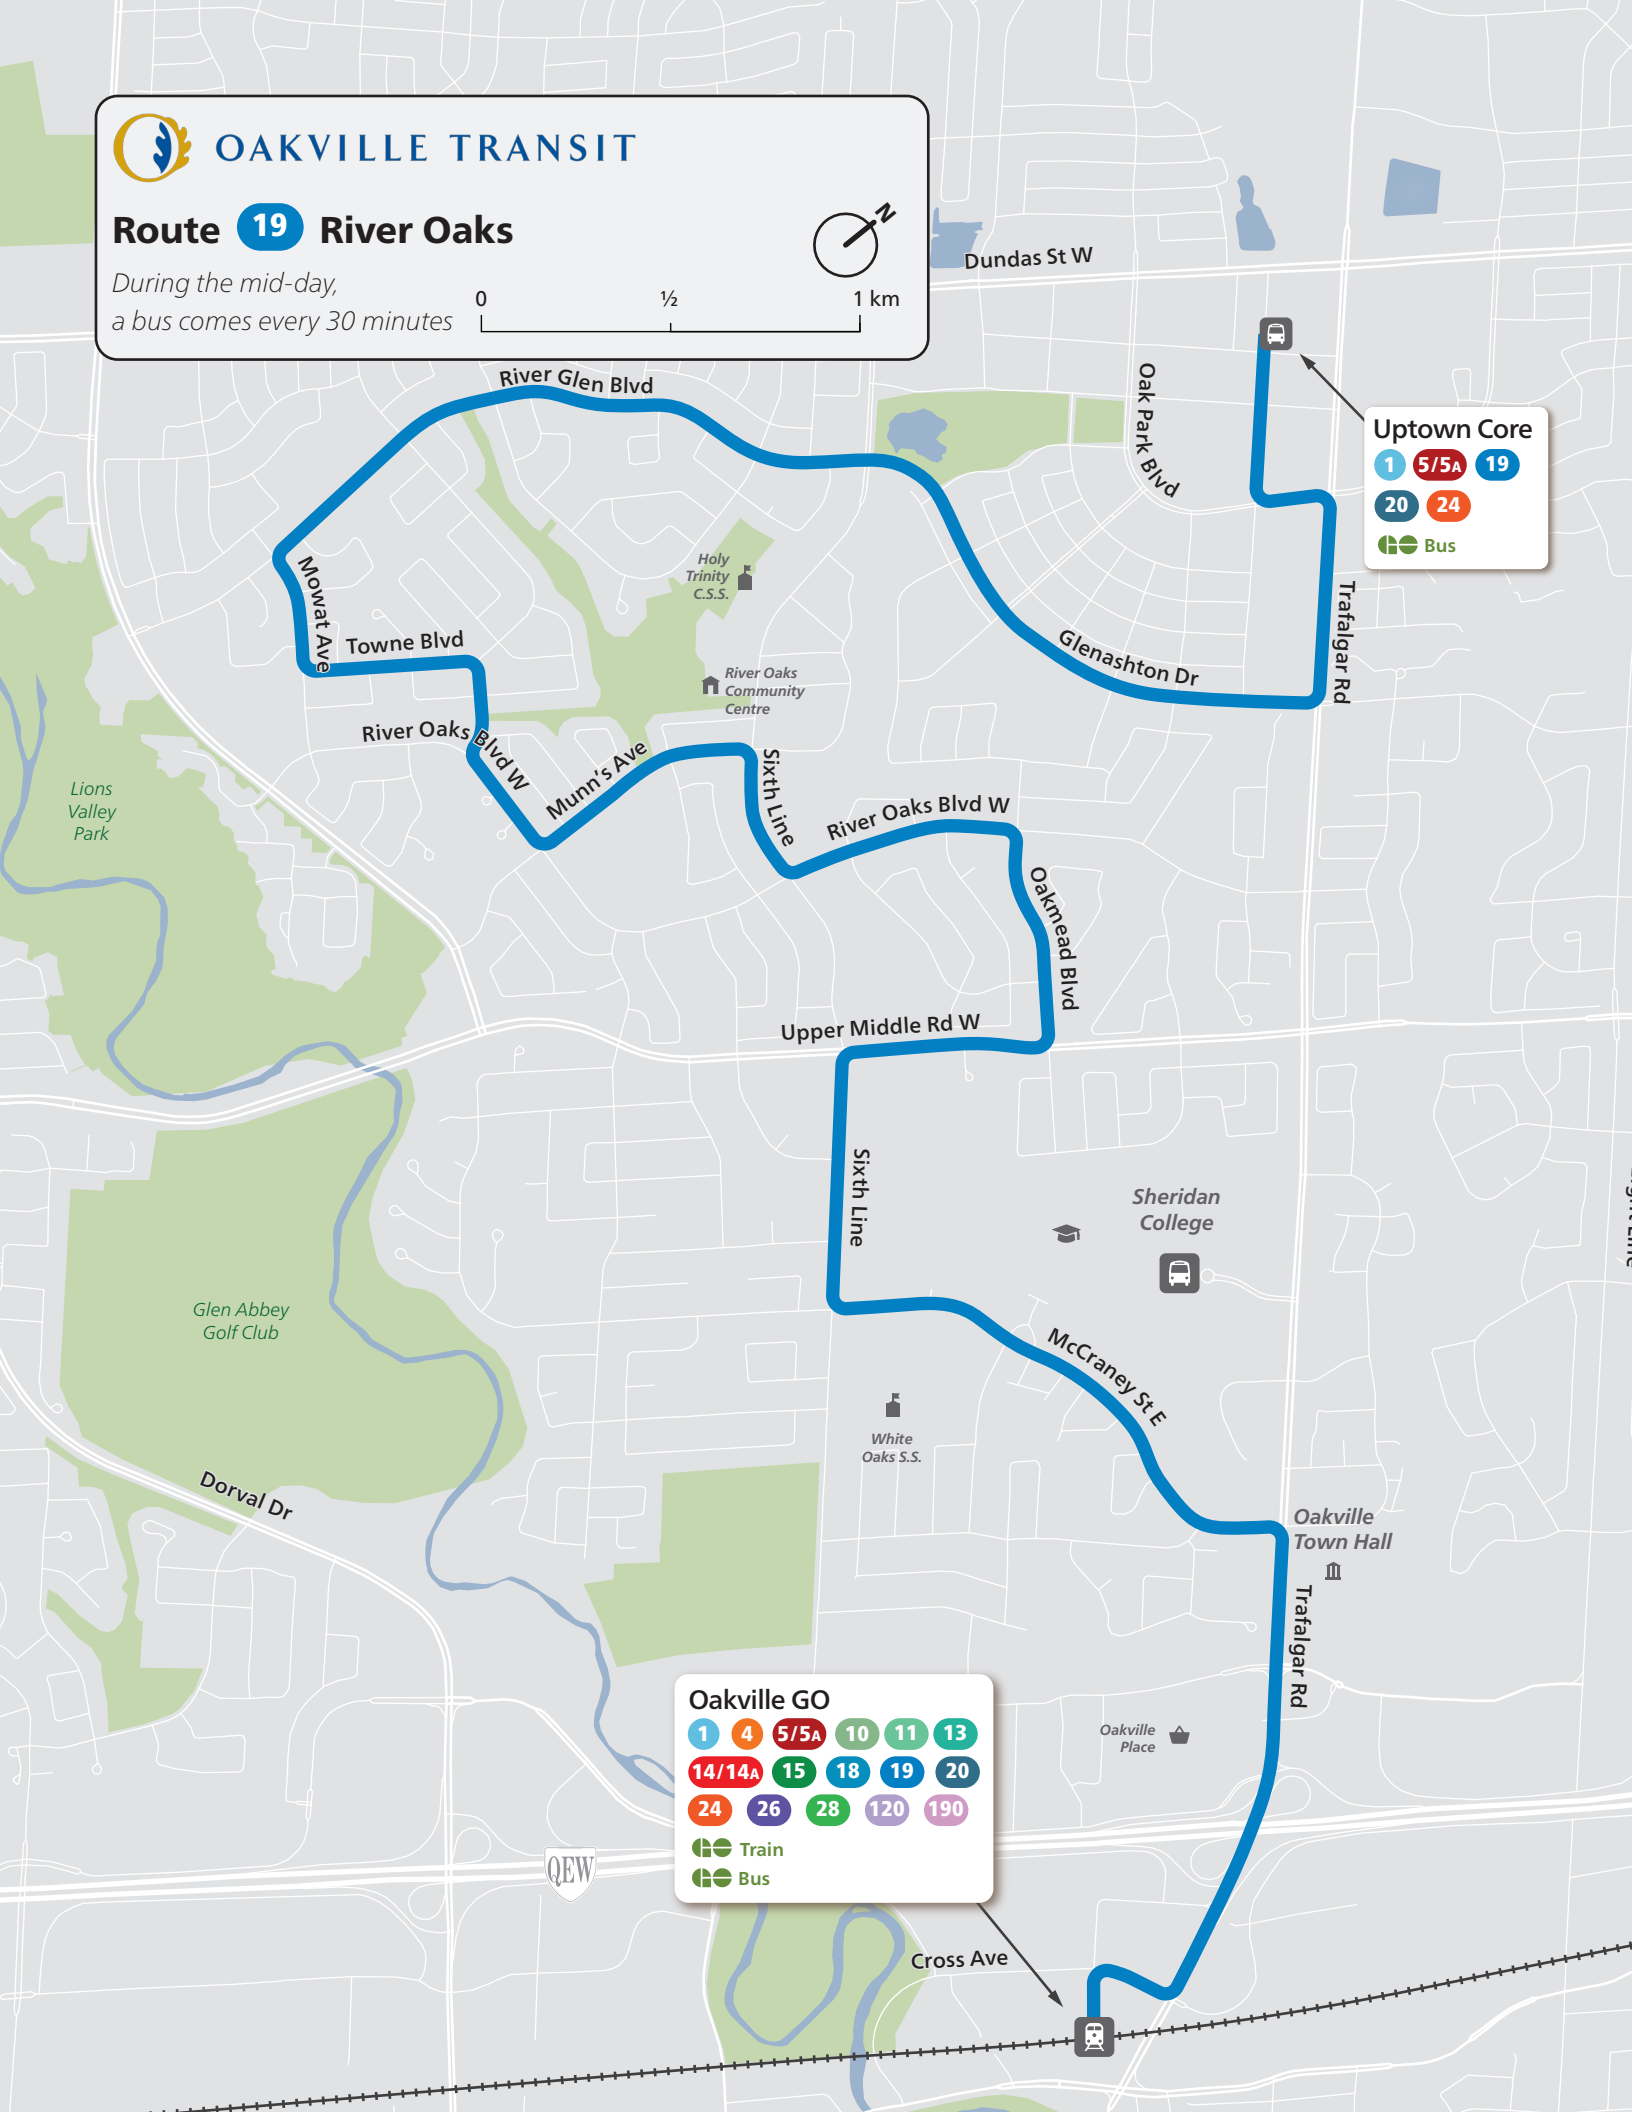 OAKVILLE TRANSIT
Route 19 River Oaks
During the mid-day,
a bus comes every 30 minutes
N
0 ½ 1 km
Dundas St W
River Glen Blvd
Oak Park Blvd
Uptown Core
1 5/5A 19
20 24
GO Bus
Holy
Trinity
C.S.S.
Mowat Ave
Towne Blvd
Trafalgar Rd
Glenashton Dr
River Oaks
Community
Centre
River Oaks Blvd W
Munn's Ave
Sixth Line
Lions
Valley
Park
River Oaks Blvd W
Oakmead Blvd
Upper Middle Rd W
Sixth Line
Sheridan
College
Glen Abbey
Golf Club
McCraney St E
White
Oaks S.S.
Dorval Dr
Oakville
Town Hall
Trafalgar Rd
Oakville GO
1 4 5/5A 10 11 13
14/14A 15 18 19 20
24 26 28 120 190
GO Train
GO Bus
Oakville
Place
QEW
Cross Ave